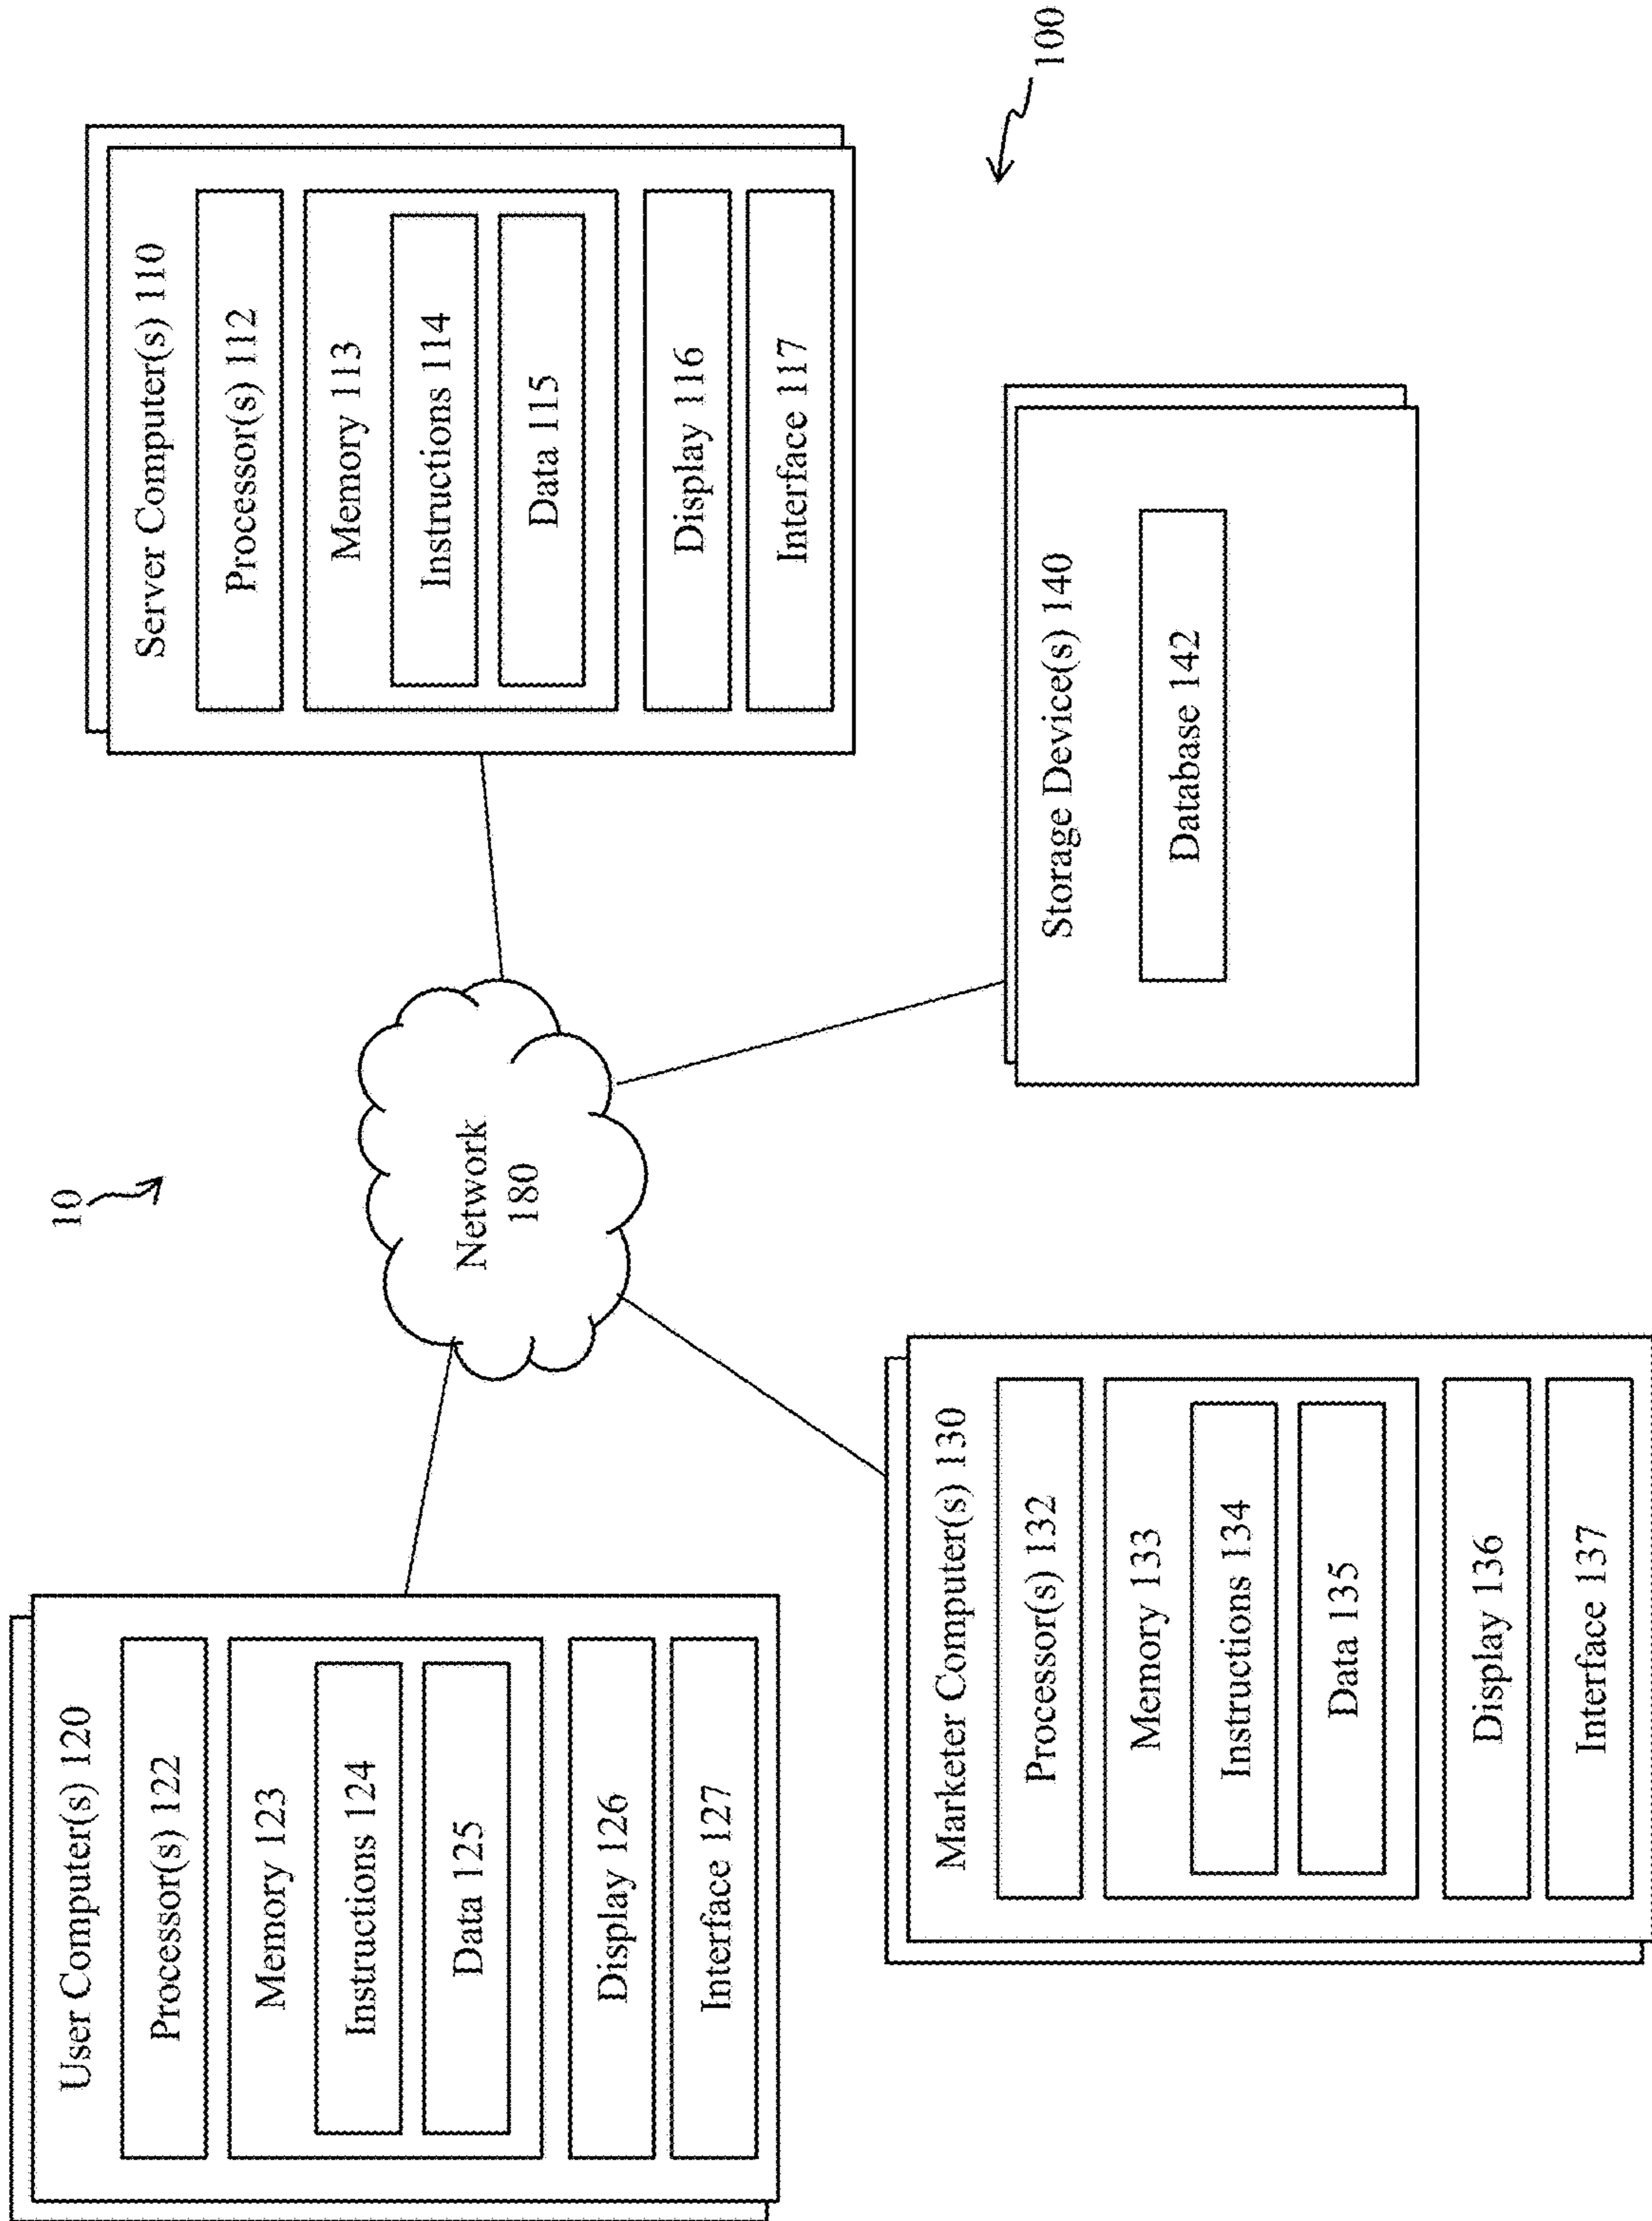 10
User Computer(s) 120
Processor(s) 122
Memory 123
Instructions 124
Data 125
Display 126
Interface 127
Network
180
Server Computer(s) 110
Processor(s) 112
Memory 113
Instructions 114
Data 115
Display 116
Interface 117
Marketer Computer(s) 130
Processor(s) 132
Memory 133
Instructions 134
Data 135
Display 136
Interface 137
Storage Device(s) 140
Database 142
100